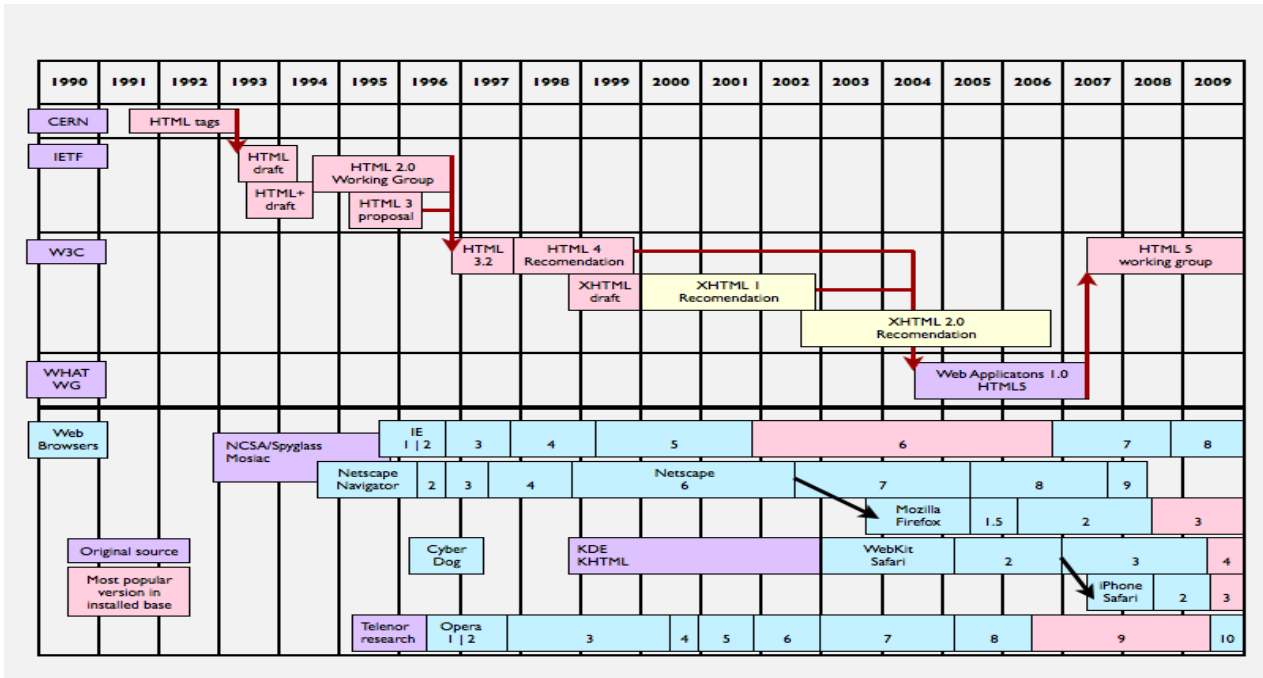 1990 1991 1992 1993 1994 1995 1996 1997 1998 1999 2000 2001 2002 2003 2004 2005 2006 2007 2008 2009
CERN
HTML tags
IETF
HTML
draft
HTML 2.0
Working Group
HTML+
draft
HTML 3
proposal
W3C
HTML
3.2
HTML 4
Recomendation
HTML 5
working group
XHTML
draft
XHTML 1
Recomendation
XHTML 2.0
Recomendation
WHAT
WG
Web Applicatons 1.0
HTML5
Web
Browsers
NCSA/Spyglass
Mosiac
IE
1 | 2
3
4
5
6
7
8
Netscape
Navigator
2
3
4
Netscape
6
7
8
9
Mozilla
Firefox
1.5
2
3
Original source
Cyber
Dog
KDE
KHTML
WebKit
Safari
2
3
4
Most popular
version in
installed base
iPhone
Safari
2
3
Telenor
research
Opera
1 | 2
3
4
5
6
7
8
9
10